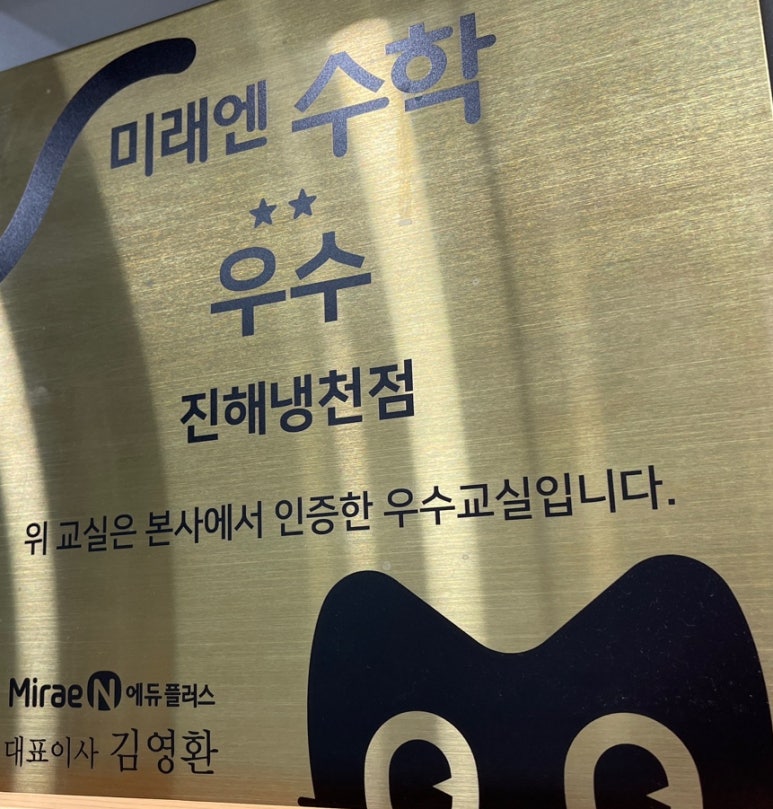 미래엔 수학
★★
우수
진해냉천점
위 교실은 본사에서 인증한 우수교실입니다.
Mirae N 에듀플러스
대표이사 김영환